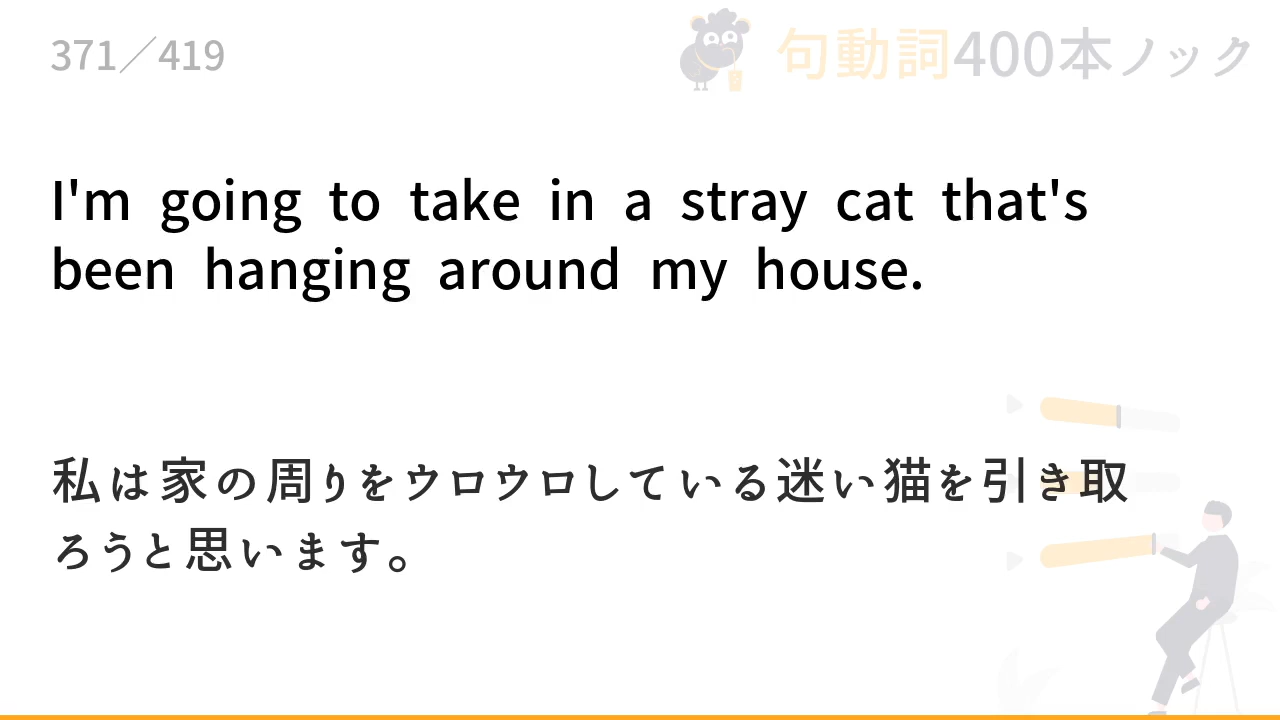 371／419
句動詞400本ノック
I'm going to take in a stray cat that's
been hanging around my house.
私は家の周りをウロウロしている迷い猫を引き取
ろうと思います。